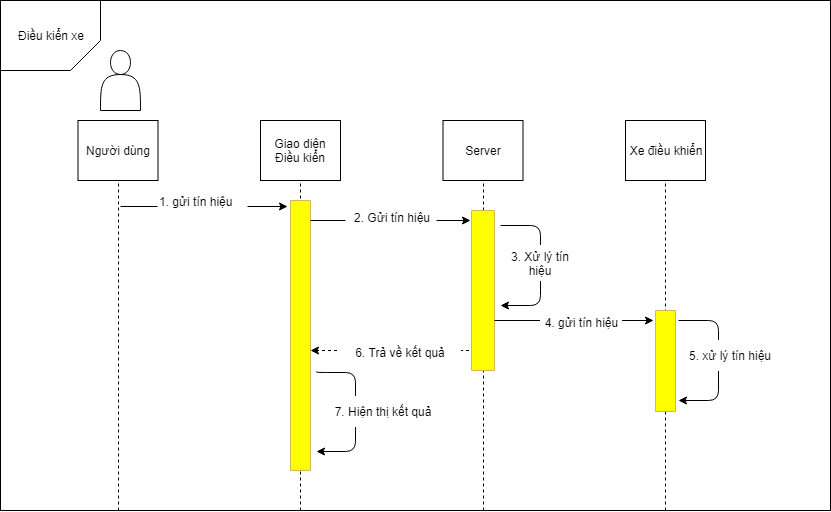 Điều kiển xe
Người dùng
Giao diện
Điều kiển
Server
Xe điều khiển
1. gửi tín hiệu
2. Gửi tín hiệu
3. Xử lý tín
hiệu
4. gửi tín hiệu
6. Trả về kết quả
5. xử lý tín hiệu
7. Hiện thị kết quả